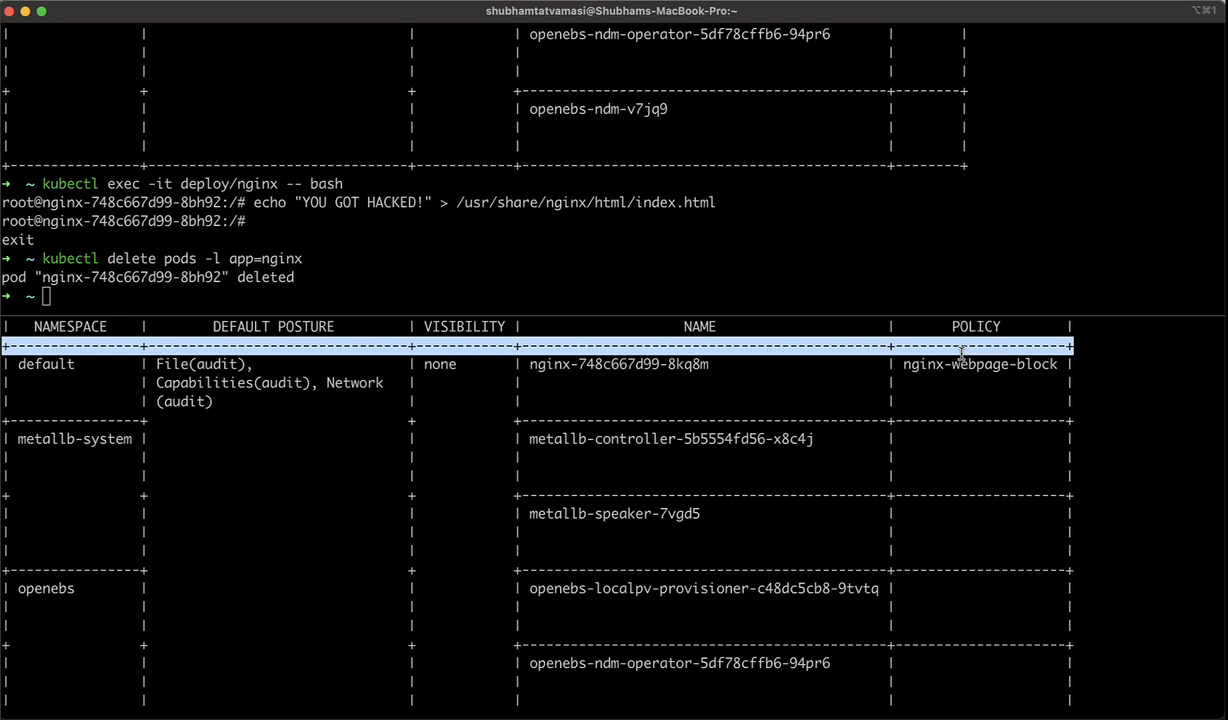 shubhamtatvamasi@Shubhams-MacBook-Pro:~
⌥⌘1
| | | | openebs-ndm-operator-5df78cffb6-94pr6 | |
| | | | | |
| | | | | |
+ + + +-----------------------------------------+--------+
| | | | openebs-ndm-v7jq9 | |
| | | | | |
| | | | | |
+----------------+------------------------------+------------+-----------------------------------------+--------+
➜ ~ kubectl exec -it deploy/nginx -- bash
root@nginx-748c667d99-8bh92:/# echo "YOU GOT HACKED!" > /usr/share/nginx/html/index.html
root@nginx-748c667d99-8bh92:/#
exit
➜ ~ kubectl delete pods -l app=nginx
pod "nginx-748c667d99-8bh92" deleted
➜ ~
| NAMESPACE | DEFAULT POSTURE | VISIBILITY | NAME | POLICY |
+----------------+------------------------------+------------+-----------------------------------------+---------------------+
| default | File(audit), | none | nginx-748c667d99-8kq8m | nginx-webpage-block |
| | Capabilities(audit), Network | | | |
| | (audit) | | | |
+----------------+ + +-----------------------------------------+---------------------+
| metallb-system | | | metallb-controller-5b5554fd56-x8c4j | |
| | | | | |
| | | | | |
+ + + +-----------------------------------------+---------------------+
| | | | metallb-speaker-7vgd5 | |
| | | | | |
| | | | | |
+----------------+ + +-----------------------------------------+---------------------+
| openebs | | | openebs-localpv-provisioner-c48dc5cb8-9tvtq | |
| | | | | |
| | | | | |
+ + + +-----------------------------------------+---------------------+
| | | | openebs-ndm-operator-5df78cffb6-94pr6 | |
| | | | | |
| | | | | |